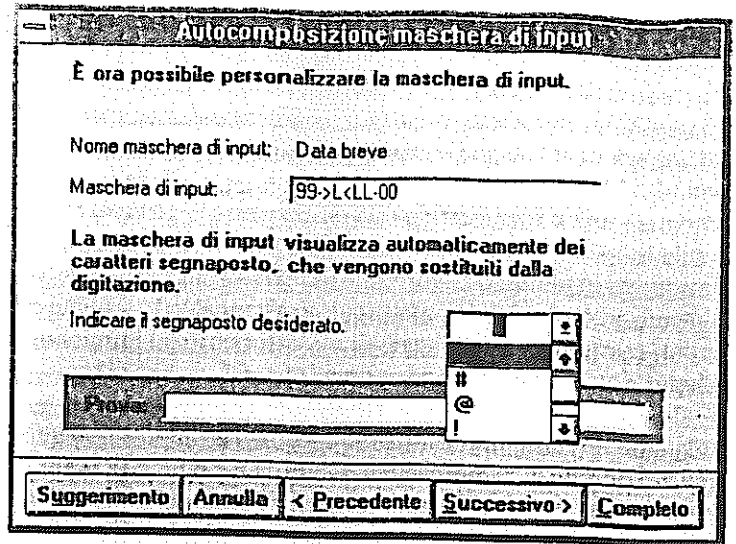 Autocomposizione maschera di input
È ora possibile personalizzare la maschera di input.
Nome maschera di input: Data breve
Maschera di input: 99->L<LL-00
La maschera di input visualizza automaticamente dei
caratteri segnaposto, che vengono sostituiti dalla
digitazione.
Indicare il segnaposto desiderato.
#
Prova:
@
!
Suggerimento Annulla < Precedente Successivo > Completo